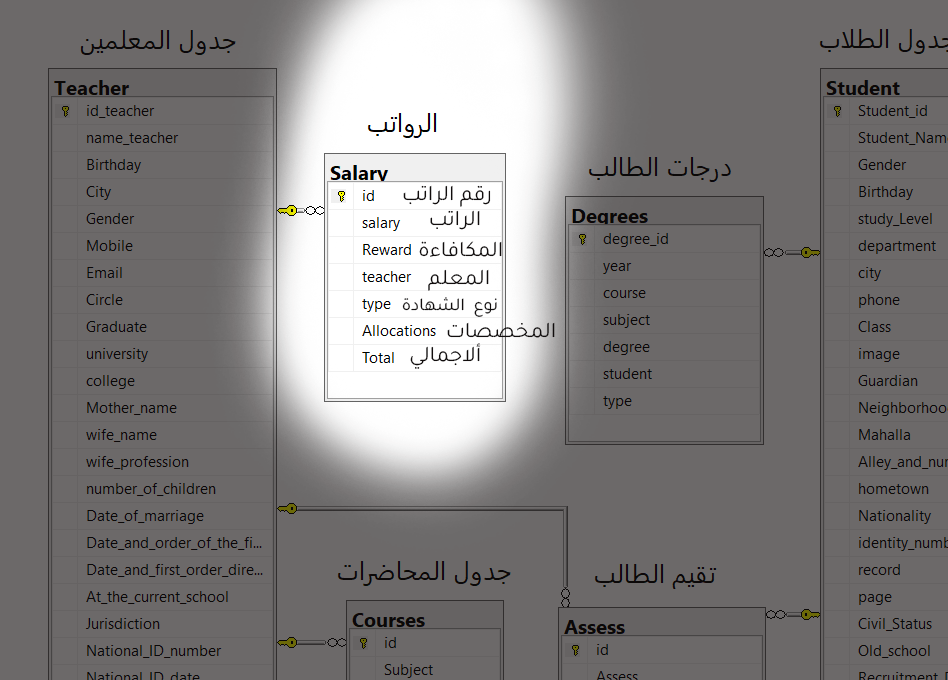 جدول المعلمين
Teacher
id_teacher
name_teacher
Birthday
City
Gender
Mobile
Email
Circle
Graduate
university
college
Mother_name
wife_name
wife_profession
number_of_children
Date_of_marriage
Date_and_order_of_the_fi...
Date_and_first_order_dire...
At_the_current_school
Jurisdiction
National_ID_number
National_ID_date
الرواتب
Salary
id رقم الراتب
salary الراتب
Reward المكافاءة
teacher المعلم
type نوع الشهادة
Allocations المخصصات
Total ألاجمالي
درجات الطالب
Degrees
degree_id
year
course
subject
degree
student
type
جدول الطلاب
Student
Student_id
Student_Nam
Gender
Birthday
study_Level
department
city
phone
Class
image
Guardian
Neighborhoo
Mahalla
Alley_and_nu
hometown
Nationality
identity_numb
record
page
Civil_Status
Old_school
جدول المحاضرات
Courses
id
Subject
تقيم الطالب
Assess
id
Assess